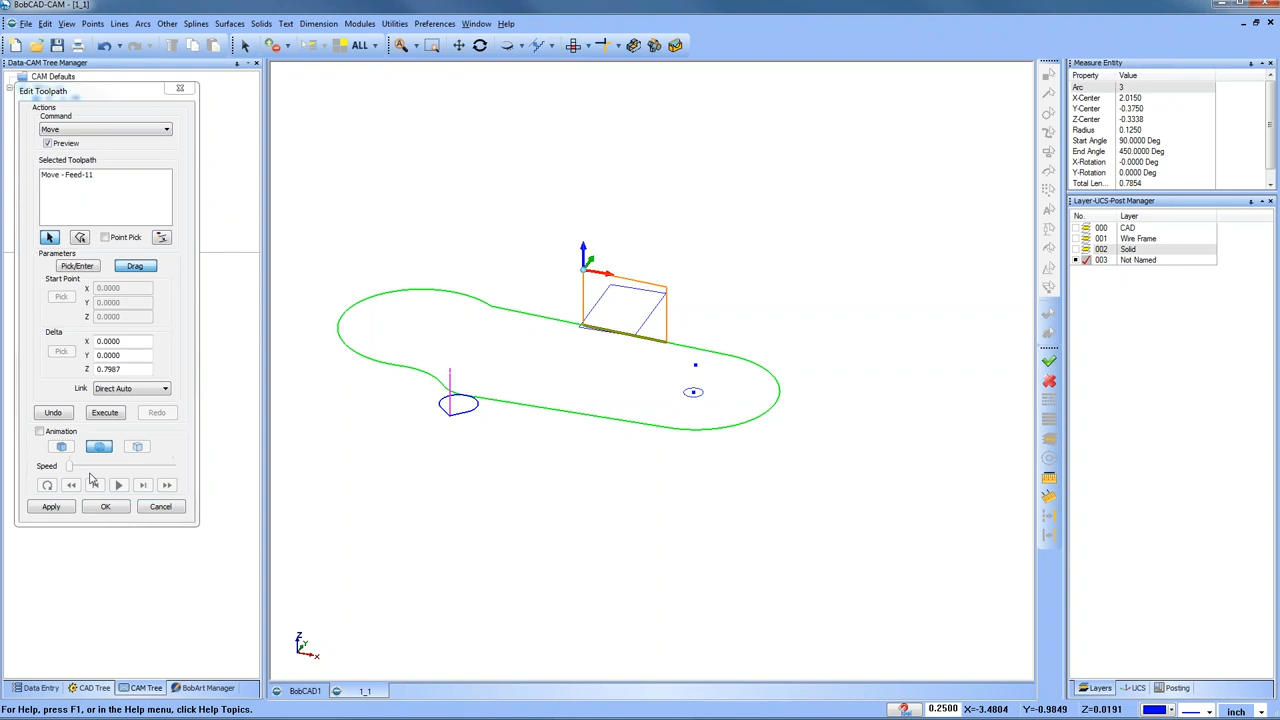 BobCAD-CAM - [1_1]
File Edit View Points Lines Arcs Other Splines Surfaces Solids Text Dimension Modules Utilities Preferences Window Help
ALL
Data-CAM Tree Manager
CAM Defaults
Edit Toolpath
Actions
Command
Move
Preview
Selected Toolpath
Move - Feed-11
Point Pick
Parameters
Pick/Enter Drag
Start Point
Pick X 0.0000
Y 0.0000
Z 0.0000
Delta
X 0.0000
Pick Y 0.0000
Z 0.7987
Link Direct Auto
Undo Execute Redo
Animation
Speed
Apply OK Cancel
Z
Y
X
Measure Entity
Property Value
Arc 3
X-Center 2.0150
Y-Center -0.3750
Z-Center -0.3338
Radius 0.1250
Start Angle 90.0000 Deg
End Angle 450.0000 Deg
X-Rotation -0.0000 Deg
Y-Rotation 0.0000 Deg
Total Len... 0.7854
Layer-UCS-Post Manager
No. Layer
000 CAD
001 Wire Frame
002 Solid
003 Not Named
Data Entry CAD Tree CAM Tree BobArt Manager
BobCAD1 1_1
Layers UCS Posting
For Help, press F1, or in the Help menu, click Help Topics.
0.2500 X=-3.4804 Y=-0.9849 Z=0.0191 inch